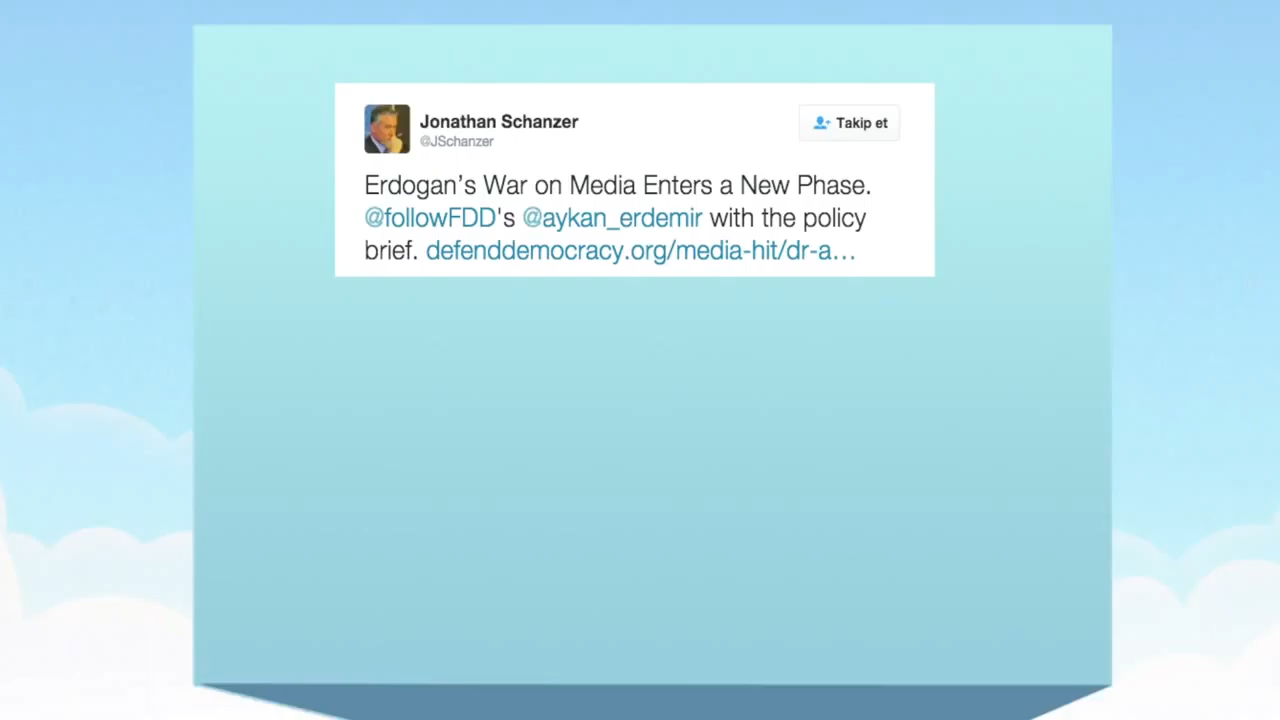 Jonathan Schanzer
@JSchanzer
Takip et
Erdogan's War on Media Enters a New Phase.
@followFDD's @aykan_erdemir with the policy
brief. defenddemocracy.org/media-hit/dr-a…